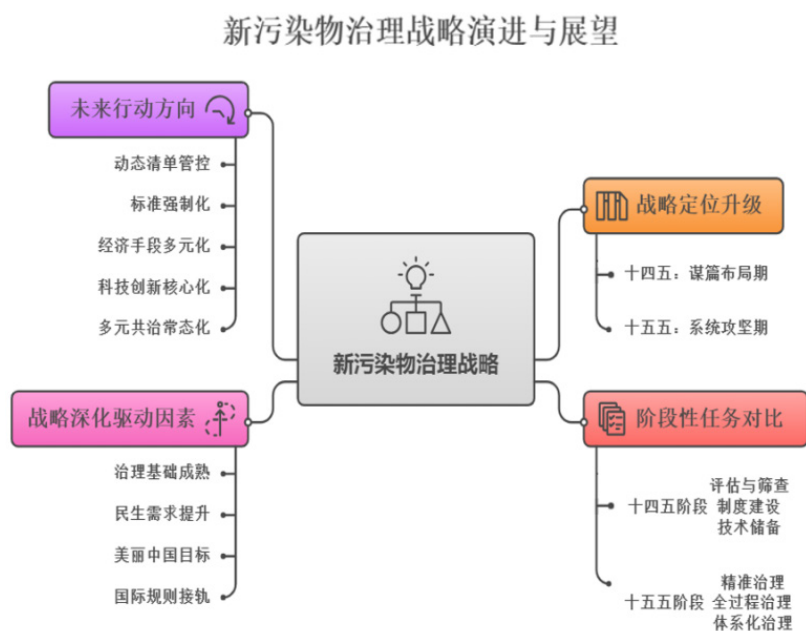 新污染物治理战略演进与展望
未来行动方向
动态清单管控
标准强制化
经济手段多元化
科技创新核心化
多元共治常态化
战略深化驱动因素
治理基础成熟
民生需求提升
美丽中国目标
国际规则接轨
新污染物治理战略
战略定位升级
十四五：谋篇布局期
十五五：系统攻坚期
阶段性任务对比
十四五阶段
评估与筛查
制度建设
技术储备
十五五阶段
精准治理
全过程治理
体系化治理